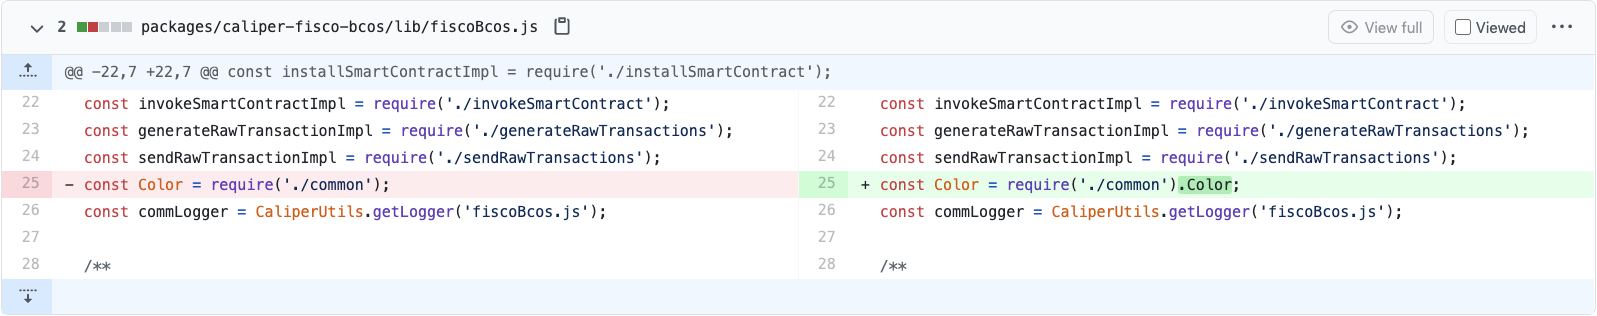 2 packages/caliper-fisco-bcos/lib/fiscoBcos.js View full Viewed
@@ -22,7 +22,7 @@ const installSmartContractImpl = require('./installSmartContract');
22 const invokeSmartContractImpl = require('./invokeSmartContract');
23 const generateRawTransactionImpl = require('./generateRawTransactions');
24 const sendRawTransactionImpl = require('./sendRawTransactions');
25 - const Color = require('./common');
26 const commLogger = CaliperUtils.getLogger('fiscoBcos.js');
27
28 /**
22 const invokeSmartContractImpl = require('./invokeSmartContract');
23 const generateRawTransactionImpl = require('./generateRawTransactions');
24 const sendRawTransactionImpl = require('./sendRawTransactions');
25 + const Color = require('./common').Color;
26 const commLogger = CaliperUtils.getLogger('fiscoBcos.js');
27
28 /**